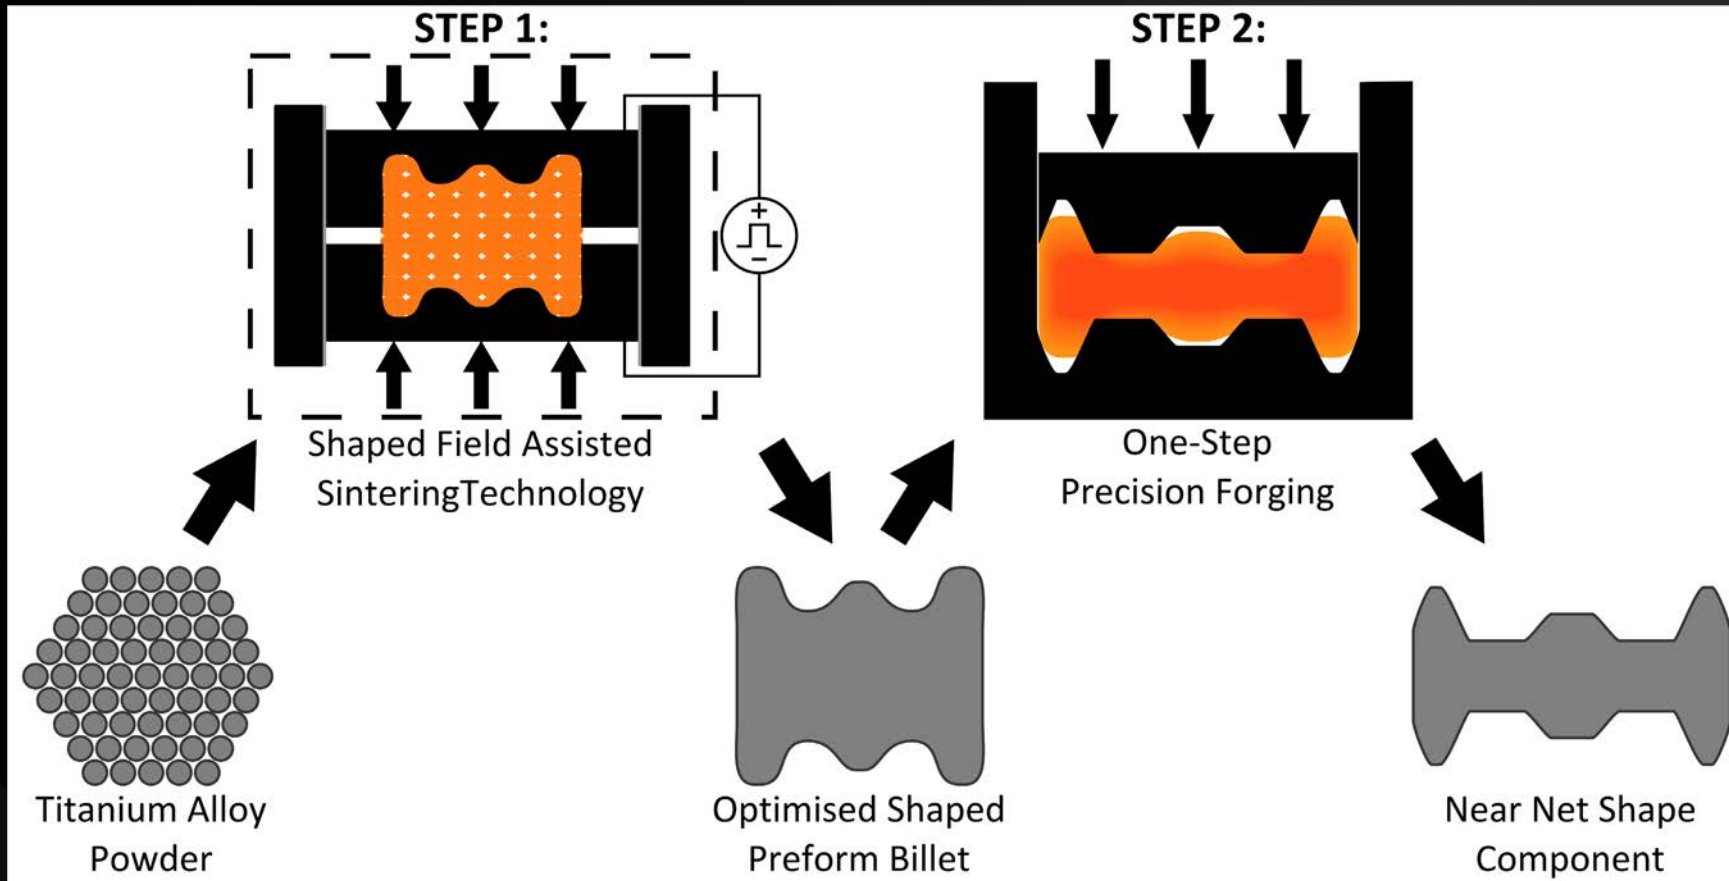 STEP 1:
STEP 2:
+
−
Shaped Field Assisted
SinteringTechnology
One-Step
Precision Forging
Titanium Alloy
Powder
Optimised Shaped
Preform Billet
Near Net Shape
Component